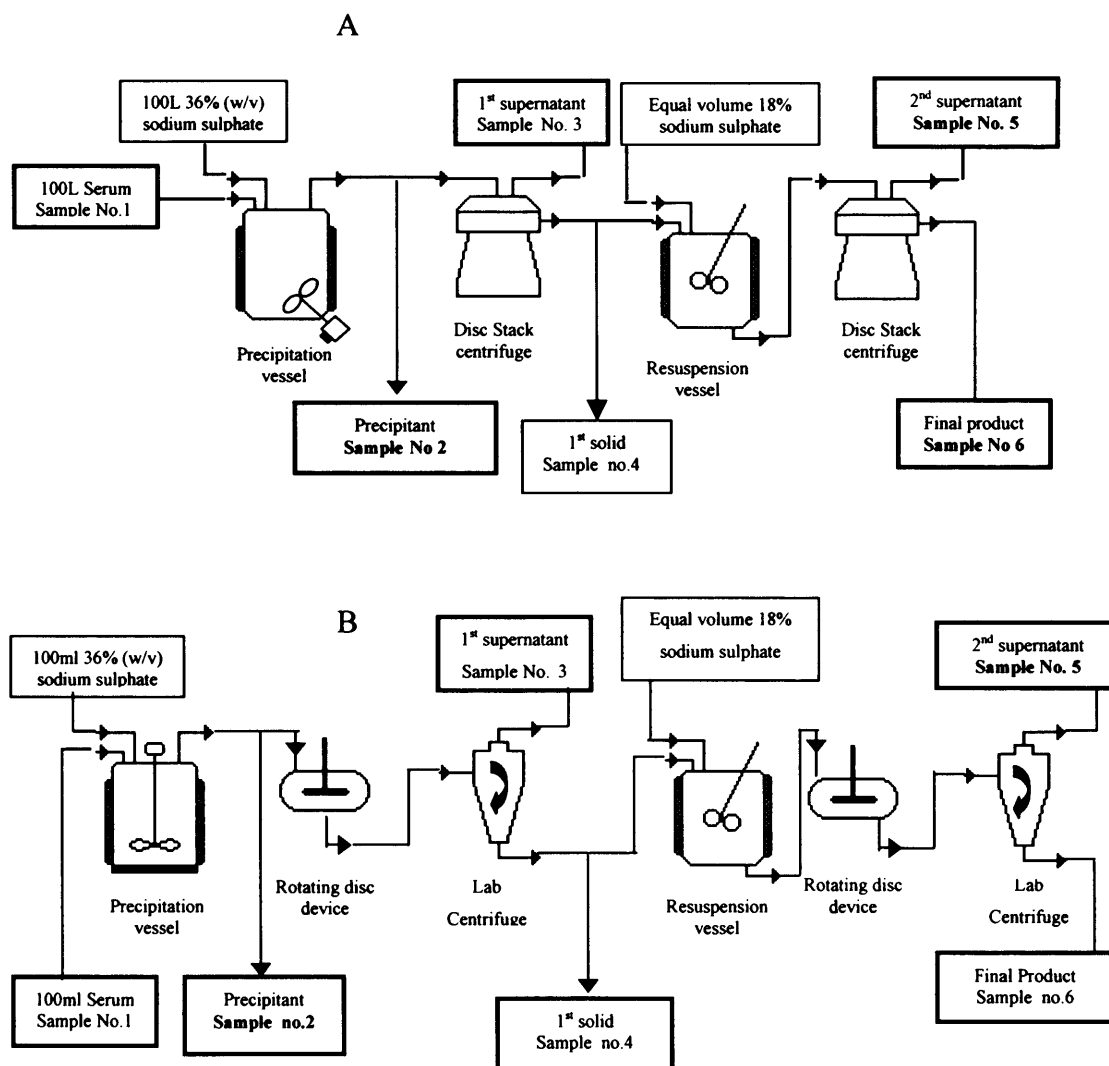 A
100L 36% (w/v)
sodium sulphate
1st supernatant
Sample No. 3
Equal volume 18%
sodium sulphate
2nd supernatant
Sample No. 5
100L Serum
Sample No.1
Precipitation
vessel
Disc Stack
centrifuge
Resuspension
vessel
Disc Stack
centrifuge
Precipitant
Sample No 2
1st solid
Sample no.4
Final product
Sample No 6
B
100ml 36% (w/v)
sodium sulphate
1st supernatant
Sample No. 3
Equal volume 18%
sodium sulphate
2nd supernatant
Sample No. 5
Precipitation
vessel
Rotating disc
device
Lab
Centrifuge
Resuspension
vessel
Rotating disc
device
Lab
Centrifuge
100ml Serum
Sample No.1
Precipitant
Sample no.2
1st solid
Sample no.4
Final Product
Sample no.6